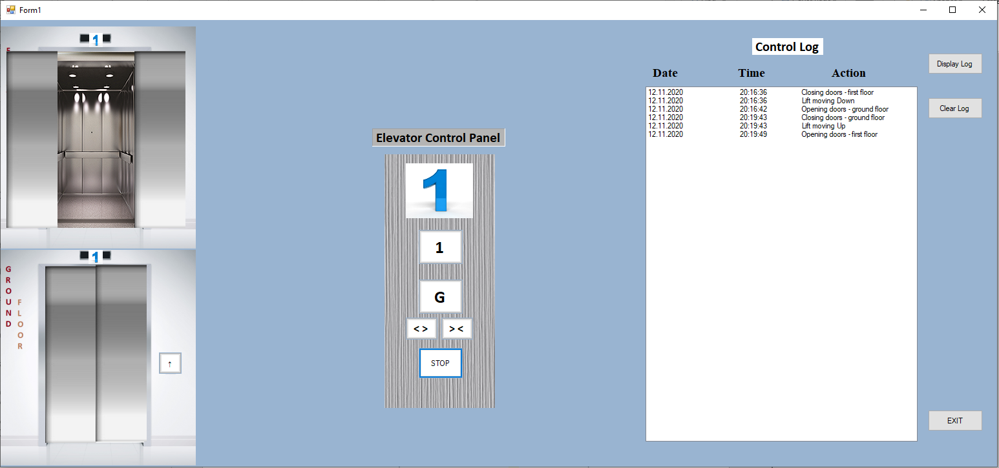 Form1
1
F
1
G
R
O
U
N
D
F
L
O
O
R
↑
Elevator Control Panel
1
1
G
< >
> <
STOP
Control Log
Date Time Action
12.11.2020 20:16:36 Closing doors - first floor
12.11.2020 20:16:36 Lift moving Down
12.11.2020 20:16:42 Opening doors - ground floor
12.11.2020 20:19:43 Closing doors - ground floor
12.11.2020 20:19:43 Lift moving Up
12.11.2020 20:19:49 Opening doors - first floor
Display Log
Clear Log
EXIT